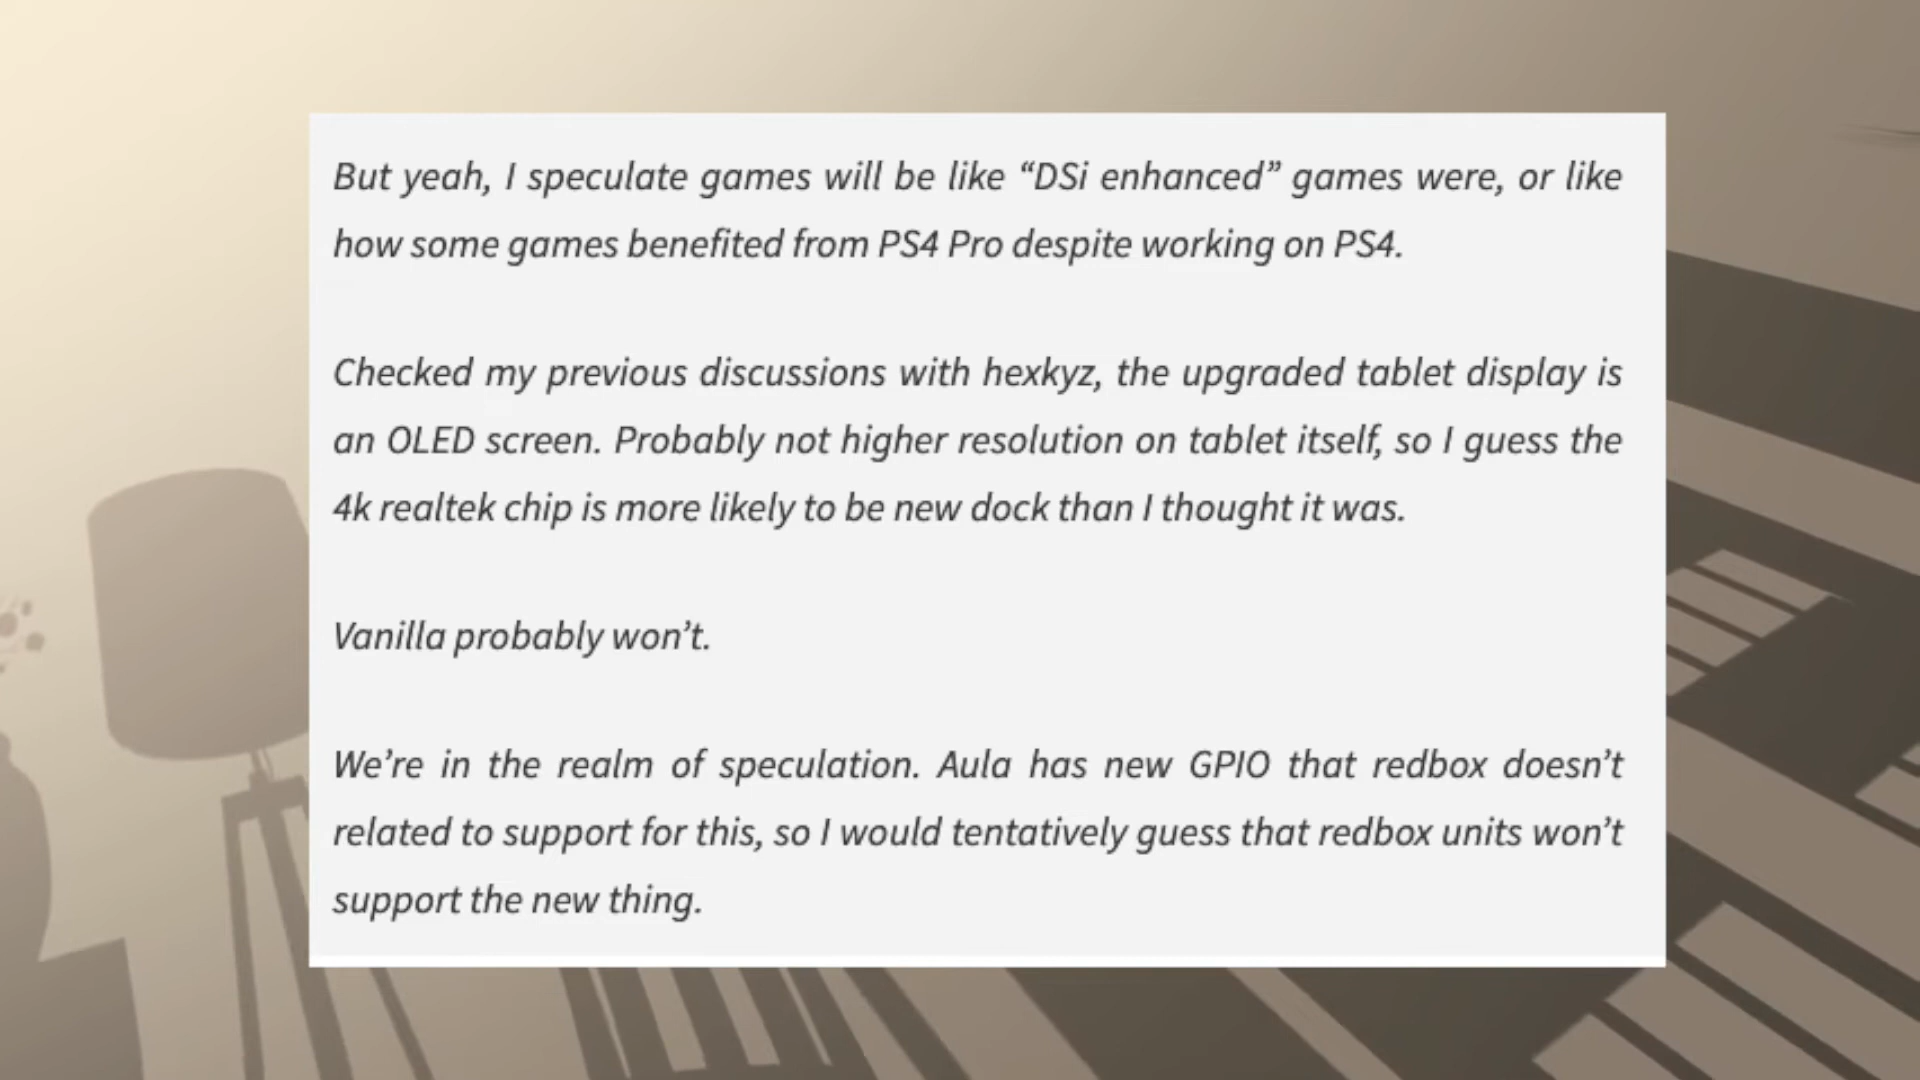 But yeah, I speculate games will be like “DSi enhanced” games were, or like
how some games benefited from PS4 Pro despite working on PS4.
Checked my previous discussions with hexkyz, the upgraded tablet display is
an OLED screen. Probably not higher resolution on tablet itself, so I guess the
4k realtek chip is more likely to be new dock than I thought it was.
Vanilla probably won’t.
We’re in the realm of speculation. Aula has new GPIO that redbox doesn’t
related to support for this, so I would tentatively guess that redbox units won’t
support the new thing.